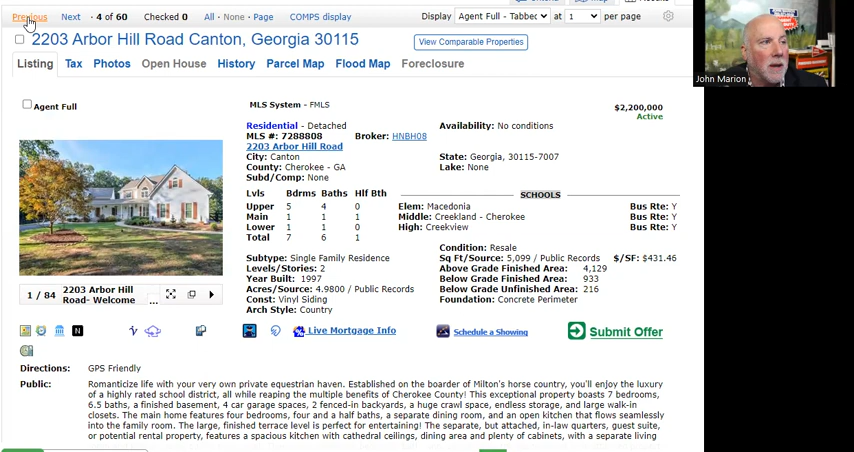 Previous Next · 4 of 60 Checked 0 All · None · Page COMPS display Display Agent Full - Tabbed at 1 per page
2203 Arbor Hill Road Canton, Georgia 30115 View Comparable Properties
Listing Tax Photos Open House History Parcel Map Flood Map Foreclosure
John Marion
Agent Full MLS System - FMLS $2,200,000
Active
Residential - Detached Availability: No conditions
MLS #: 7288808 Broker: HNBH08
2203 Arbor Hill Road
City: Canton State: Georgia, 30115-7007
County: Cherokee - GA Lake: None
Subd/Comp: None
Lvls Bdrms Baths Hlf Bth SCHOOLS
Upper 5 4 0 Elem: Macedonia Bus Rte: Y
Main 1 1 1 Middle: Creekland - Cherokee Bus Rte: Y
Lower 1 1 0 High: Creekview Bus Rte: Y
Total 7 6 1
Condition: Resale
Subtype: Single Family Residence Sq Ft/Source: 5,099 / Public Records $/SF: $431.46
Levels/Stories: 2 Above Grade Finished Area: 4,129
Year Built: 1997 Below Grade Finished Area: 933
Acres/Source: 4.9800 / Public Records Below Grade Unfinished Area: 216
Const: Vinyl Siding Foundation: Concrete Perimeter
Arch Style: Country
1 / 84 2203 Arbor Hill
Road- Welcome ...
Live Mortgage Info Schedule a Showing Submit Offer
Directions: GPS Friendly
Public: Romanticize life with your very own private equestrian haven. Established on the boarder of Milton's horse country, you'll enjoy the luxury
of a highly rated school district, all while reaping the multiple benefits of Cherokee County! This exceptional property boasts 7 bedrooms,
6.5 baths, a finished basement, 4 car garage spaces, 2 fenced-in backyards, a huge crawl space, endless storage, and large walk-in
closets. The main home features four bedrooms, four and a half baths, a separate dining room, and an open kitchen that flows seamlessly
into the family room. The large, finished terrace level is perfect for entertaining! The separate, but attached, in-law quarters, guest suite,
or potential rental property, features a spacious kitchen with cathedral ceilings, dining area and plenty of cabinets, with a separate living